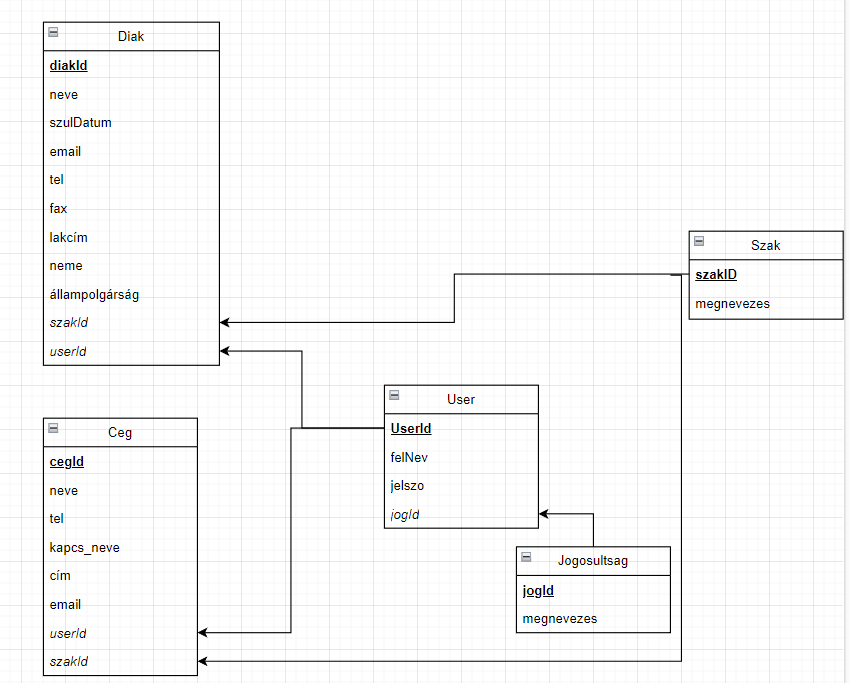 Diak
diakId
neve
szulDatum
email
tel
fax
lakcím
neme
állampolgárság
szakId
userId
Szak
szakID
megnevezes
User
UserId
felNev
jelszo
jogId
Ceg
cegId
neve
tel
kapcs_neve
cím
email
userId
szakId
Jogosultsag
jogId
megnevezes